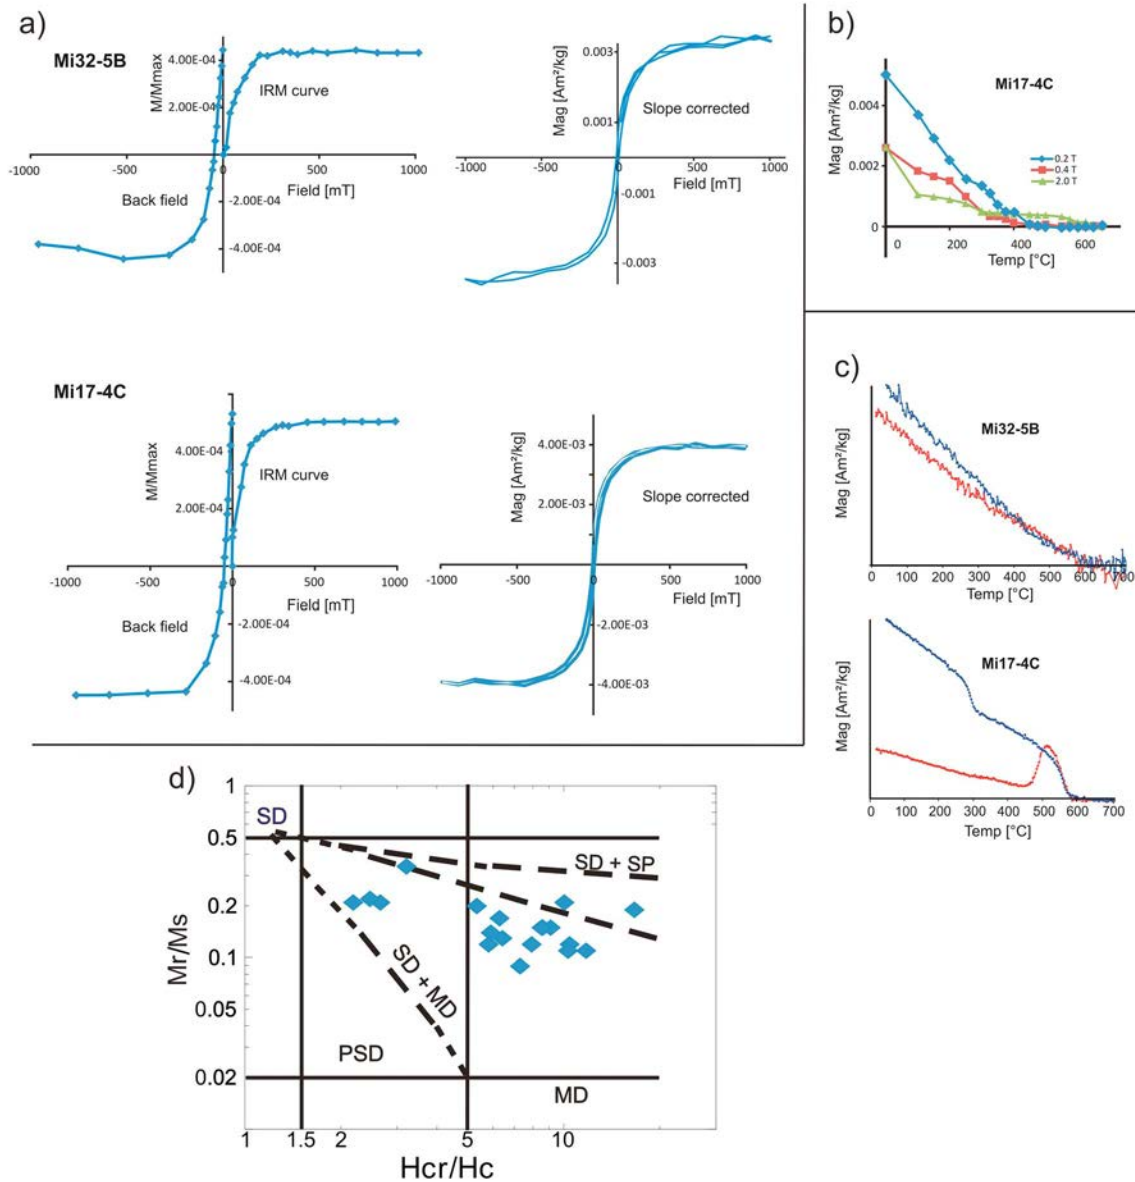 a)
Mi32-5B
M/Mmax
4.00E-04
2.00E-04
IRM curve
-1000
-500
0
500
1000
Field [mT]
Back field
-2.00E-04
-4.00E-04
Mag [Am²/kg]
0.003
0.001
Slope corrected
-1000
-500
0
500
1000
Field [mT]
-0.001
-0.003
Mi17-4C
M/Mmax
4.00E-04
2.00E-04
IRM curve
-1000
-500
0
500
1000
Field [mT]
Back field
-2.00E-04
-4.00E-04
Mag [Am²/kg]
4.00E-03
2.00E-03
Slope corrected
-1000
-500
0
500
1000
Field [mT]
-2.00E-03
-4.00E-03
b)
Mi17-4C
Mag [Am²/kg]
0.004
0.002
0
0.2 T
0.4 T
2.0 T
0
200
400
600
Temp [°C]
c)
Mi32-5B
Mag [Am²/kg]
0 100 200 300 400 500 600 700
Temp [°C]
Mi17-4C
Mag [Am²/kg]
0 100 200 300 400 500 600 700
Temp [°C]
d)
Mr/Ms
1
0.5
0.2
0.1
0.05
0.02
SD
SD + SP
SD + MD
PSD
MD
1 1.5 2 5 10
Hcr/Hc